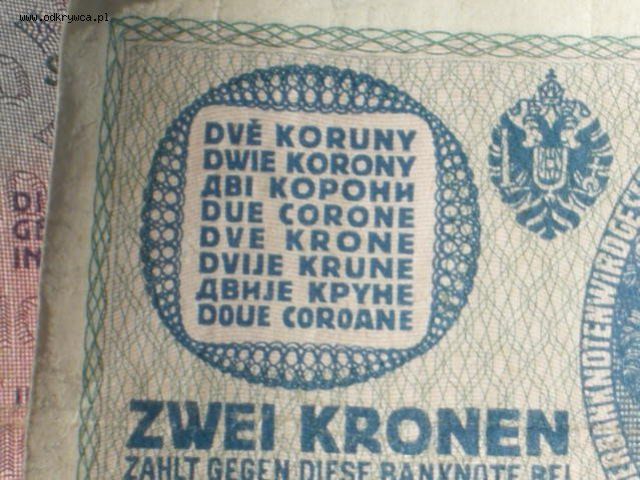 www.odkrywca.pl
DVĚ KORUNY
DWIE KORONY
ДВІ КОРОНИ
DUE CORONE
DVE KRONE
DVIJE KRUNE
ДВИЈЕ КРУНЕ
DOUE COROANE
ZWEI KRONEN
ZAHLT GEGEN DIESE BANKNOTE BEI